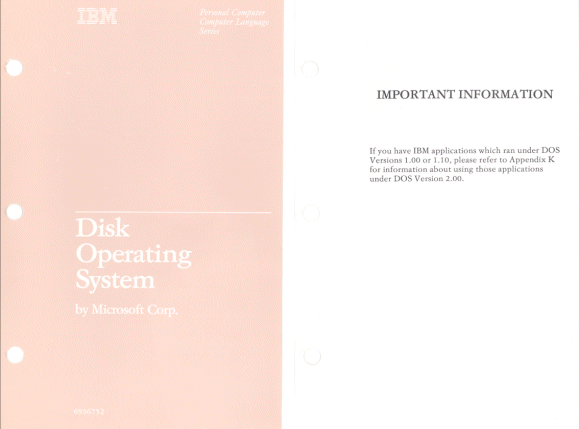 IBM
Personal Computer
Computer Language
Series
Disk
Operating
System
by Microsoft Corp.
IMPORTANT INFORMATION
If you have IBM applications which ran under DOS
Versions 1.00 or 1.10, please refer to Appendix K
for information about using those applications
under DOS Version 2.00.